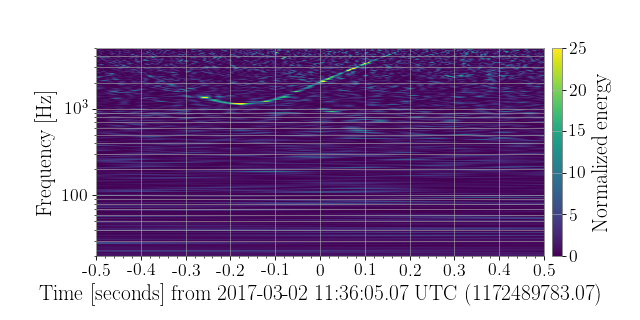 25
20
15
10
5
0
Normalized energy
Frequency [Hz]
10³
100
-0.5 -0.4 -0.3 -0.2 -0.1 0 0.1 0.2 0.3 0.4 0.5
Time [seconds] from 2017-03-02 11:36:05.07 UTC (1172489783.07)